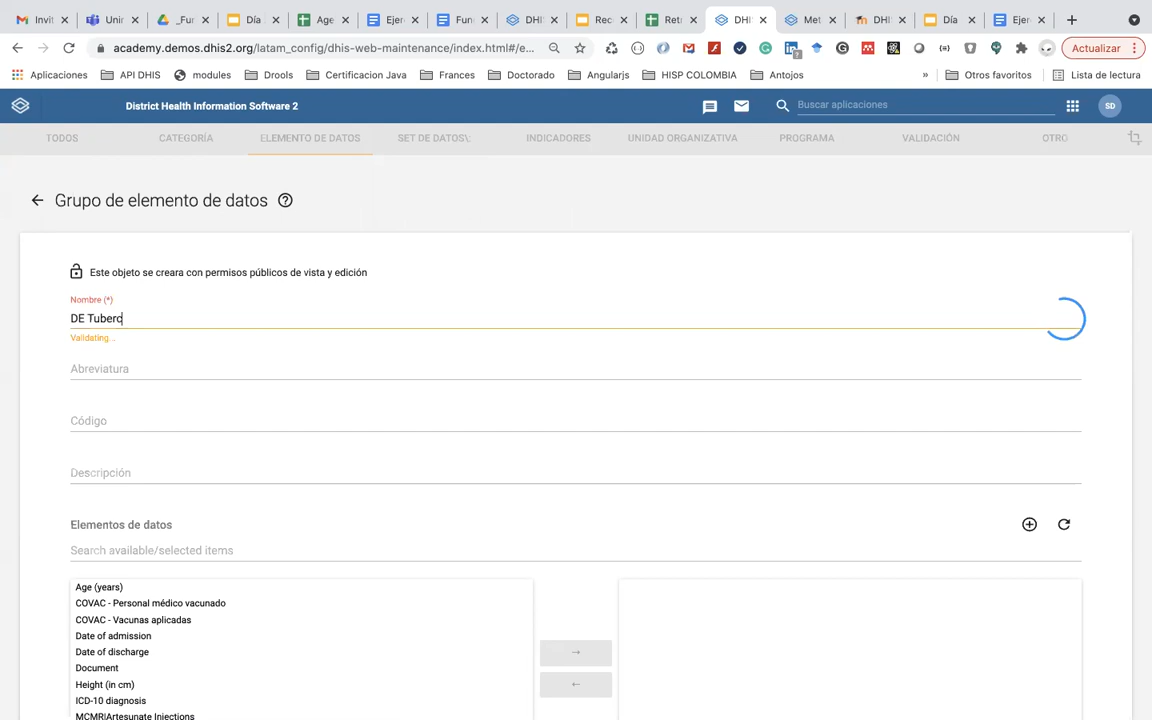 Invit
Unir
_Fur
Día
Age
Ejer
Fun
DHI
Rec
Retr
DHI
Met
DHI
Día
Ejer
academy.demos.dhis2.org/latam_config/dhis-web-maintenance/index.html#/e...
Actualizar
Aplicaciones
API DHIS
modules
Drools
Certificacion Java
Frances
Doctorado
Angularjs
HISP COLOMBIA
Antojos
»
Otros favoritos
Lista de lectura
District Health Information Software 2
Buscar aplicaciones
SD
TODOS
CATEGORÍA
ELEMENTO DE DATOS
SET DE DATOS\;
INDICADORES
UNIDAD ORGANIZATIVA
PROGRAMA
VALIDACIÓN
OTRO
Grupo de elemento de datos
Este objeto se creara con permisos públicos de vista y edición
Nombre (*)
DE Tuberc
Validating...
Abreviatura
Código
Descripción
Elementos de datos
Search available/selected items
Age (years)
COVAC - Personal médico vacunado
COVAC - Vacunas aplicadas
Date of admission
Date of discharge
Document
Height (in cm)
ICD-10 diagnosis
MCMR|Artesunate Injections
→
←